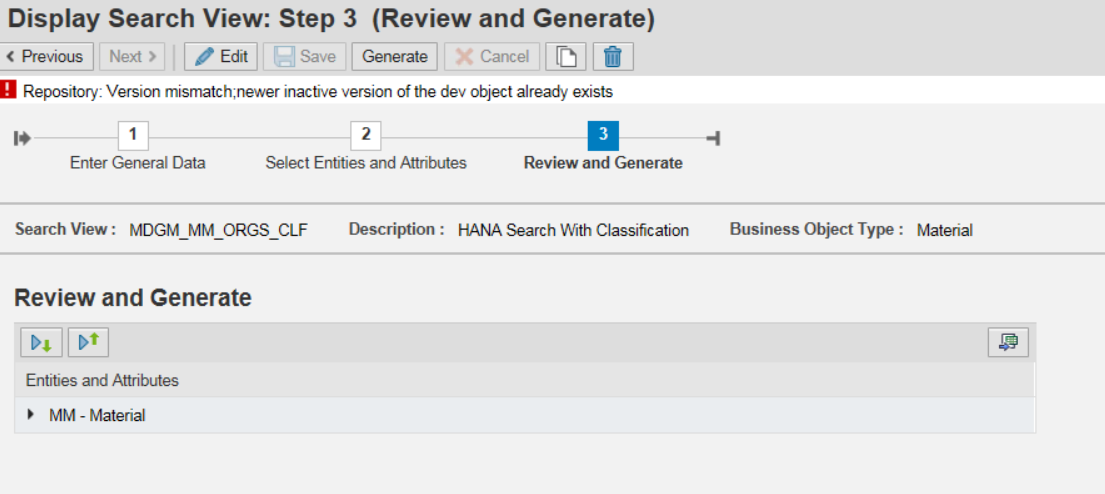 Display Search View: Step 3 (Review and Generate)
Previous Next Edit Save Generate Cancel
! Repository: Version mismatch;newer inactive version of the dev object already exists
1 2 3
Enter General Data Select Entities and Attributes Review and Generate
Search View : MDGM_MM_ORGS_CLF Description : HANA Search With Classification Business Object Type : Material
Review and Generate
Entities and Attributes
MM - Material